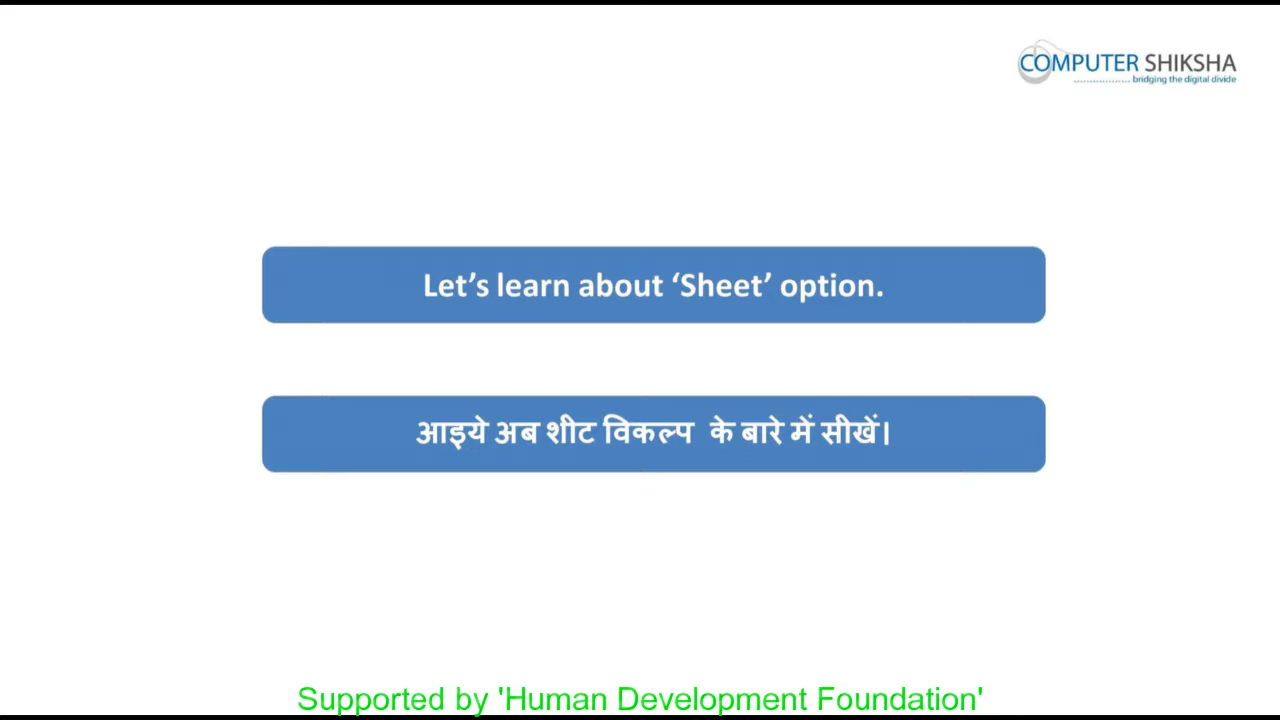 COMPUTER SHIKSHA
.................. bridging the digital divide
Let’s learn about ‘Sheet’ option.
आइये अब शीट विकल्प के बारे में सीखें।
Supported by 'Human Development Foundation'